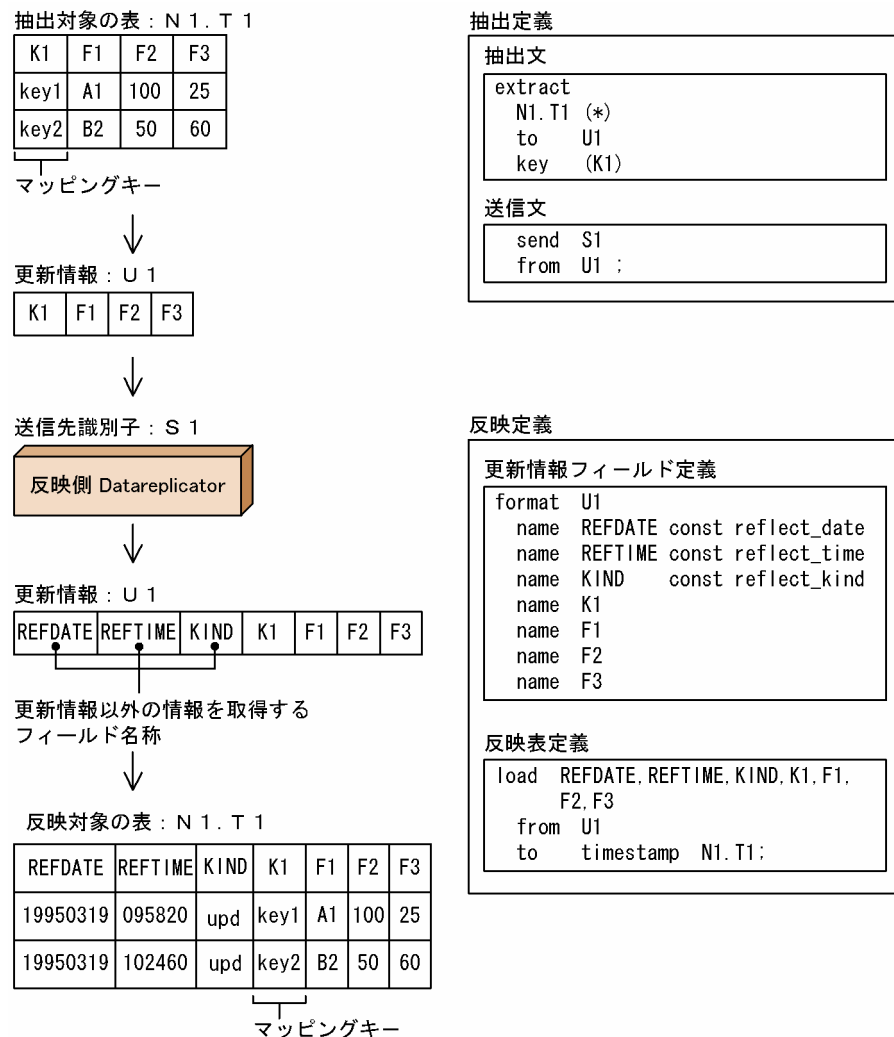 抽出対象の表：N1.T1
K1 F1 F2 F3
key1 A1 100 25
key2 B2 50 60
マッピングキー
更新情報：U1
K1 F1 F2 F3
送信先識別子：S1
反映側 Datareplicator
更新情報：U1
REFDATE REFTIME KIND K1 F1 F2 F3
更新情報以外の情報を取得する
フィールド名称
反映対象の表：N1.T1
REFDATE REFTIME KIND K1 F1 F2 F3
19950319 095820 upd key1 A1 100 25
19950319 102460 upd key2 B2 50 60
マッピングキー
抽出定義
抽出文
extract
N1.T1 (*)
to U1
key (K1)
送信文
send S1
from U1 ;
反映定義
更新情報フィールド定義
format U1
name REFDATE const reflect_date
name REFTIME const reflect_time
name KIND const reflect_kind
name K1
name F1
name F2
name F3
反映表定義
load REFDATE,REFTIME,KIND,K1,F1,
F2,F3
from U1
to timestamp N1.T1;